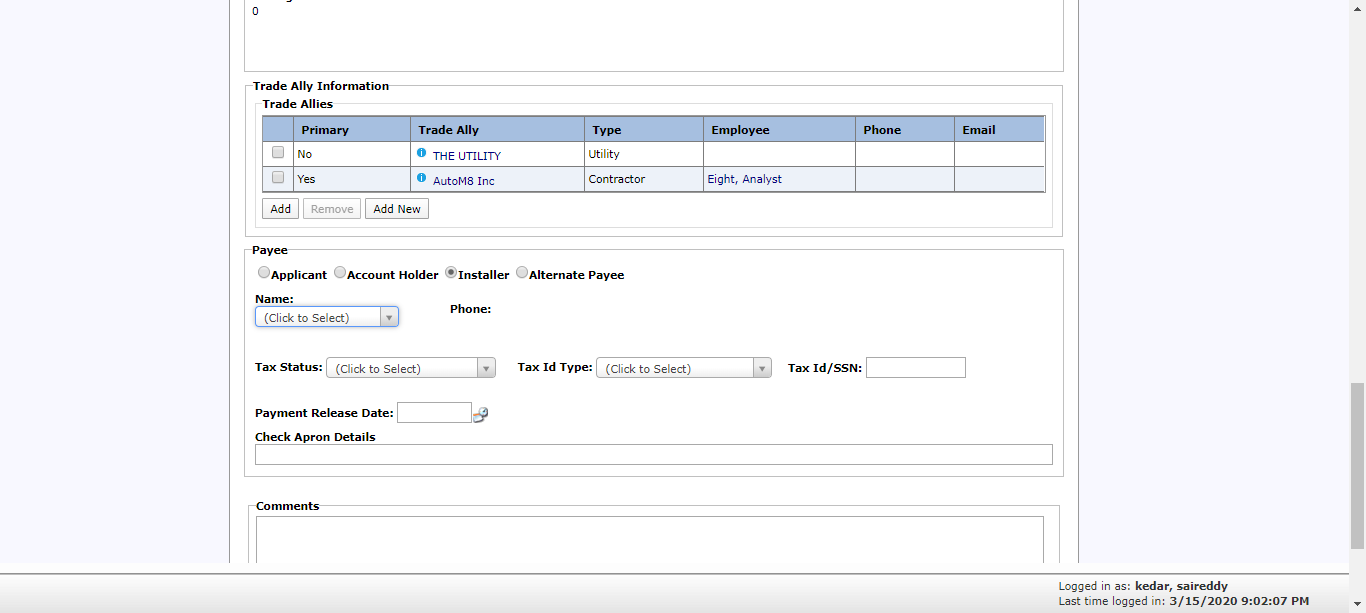 0
Trade Ally Information
Trade Allies
Primary Trade Ally Type Employee Phone Email
No THE UTILITY Utility
Yes AutoM8 Inc Contractor Eight, Analyst
Add Remove Add New
Payee
Applicant Account Holder Installer Alternate Payee
Name:
(Click to Select) Phone:
Tax Status: (Click to Select) Tax Id Type: (Click to Select) Tax Id/SSN:
Payment Release Date:
Check Apron Details
Comments
Logged in as: kedar, saireddy
Last time logged in: 3/15/2020 9:02:07 PM